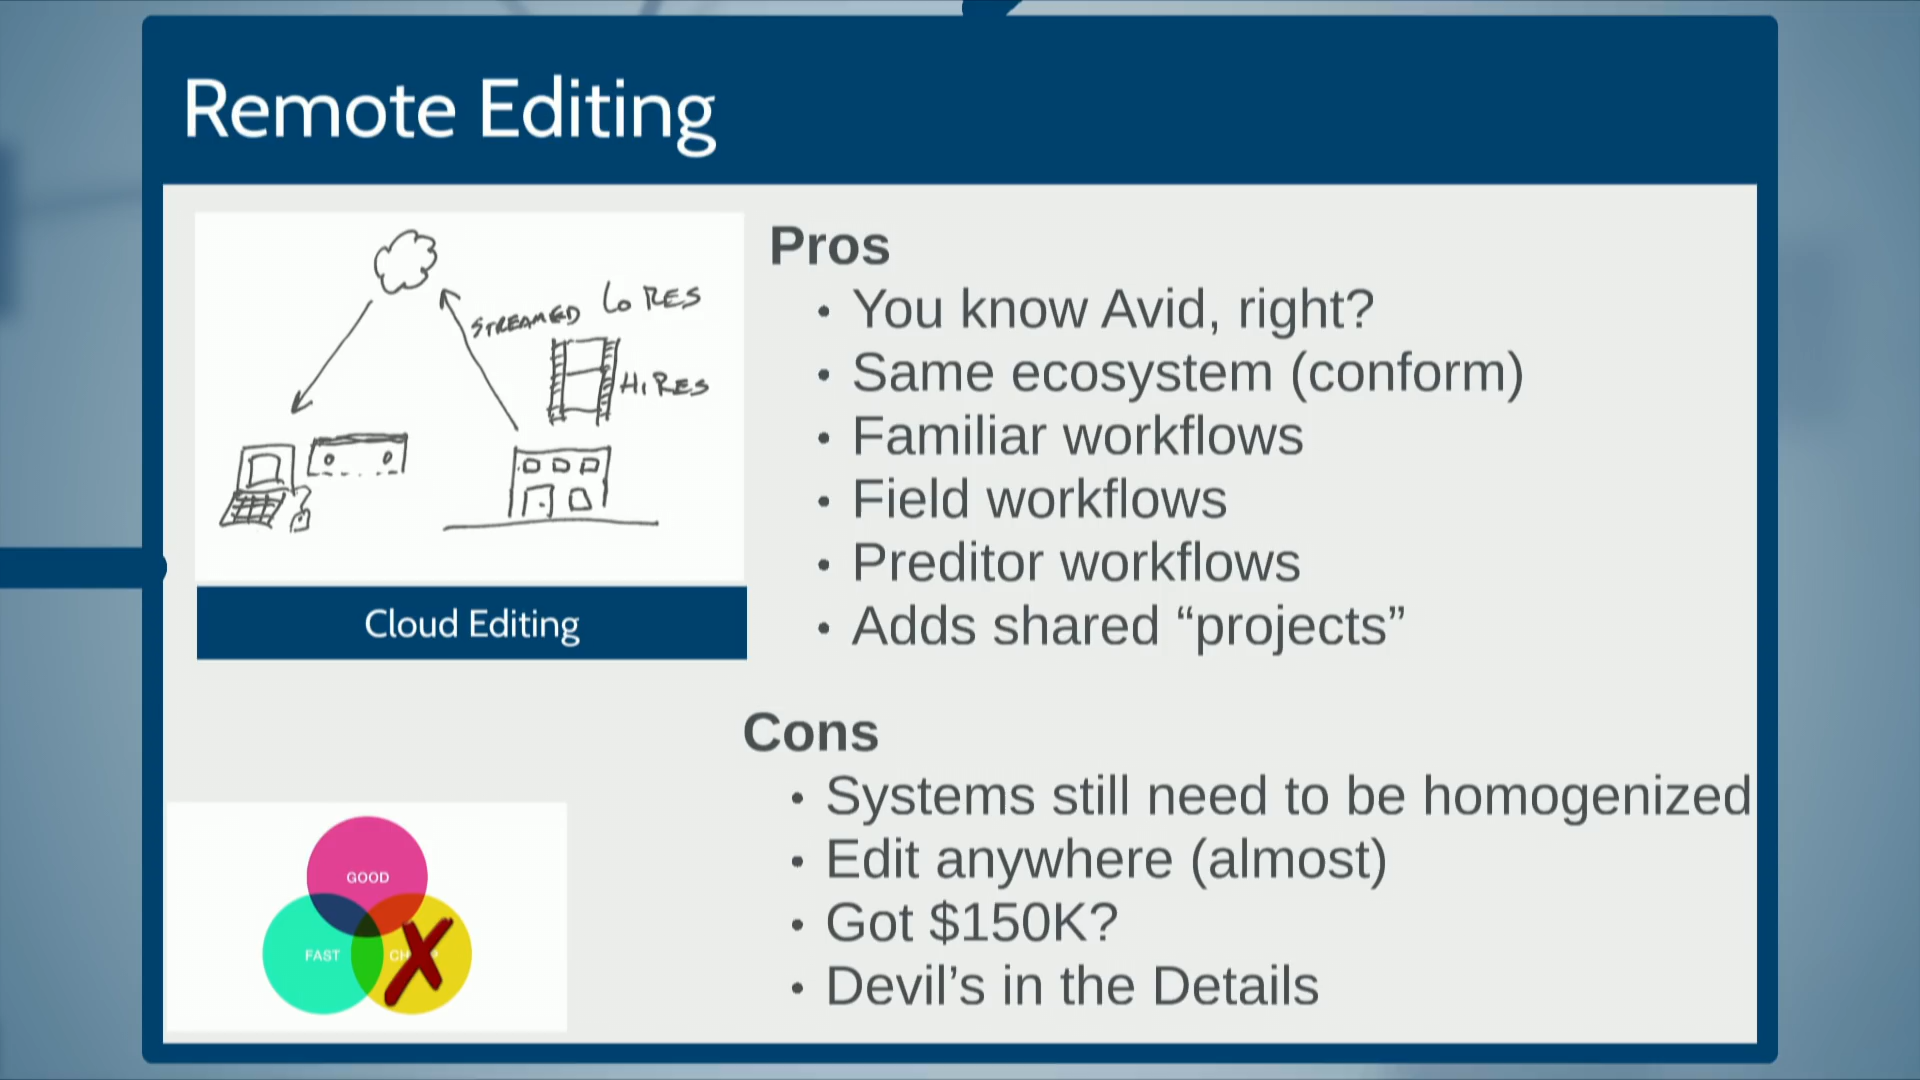 Remote Editing
STREAMED Lo RES
Hi RES
Cloud Editing
Pros
• You know Avid, right?
• Same ecosystem (conform)
• Familiar workflows
• Field workflows
• Preditor workflows
• Adds shared “projects”
Cons
• Systems still need to be homogenized
• Edit anywhere (almost)
• Got $150K?
• Devil’s in the Details
GOOD
FAST